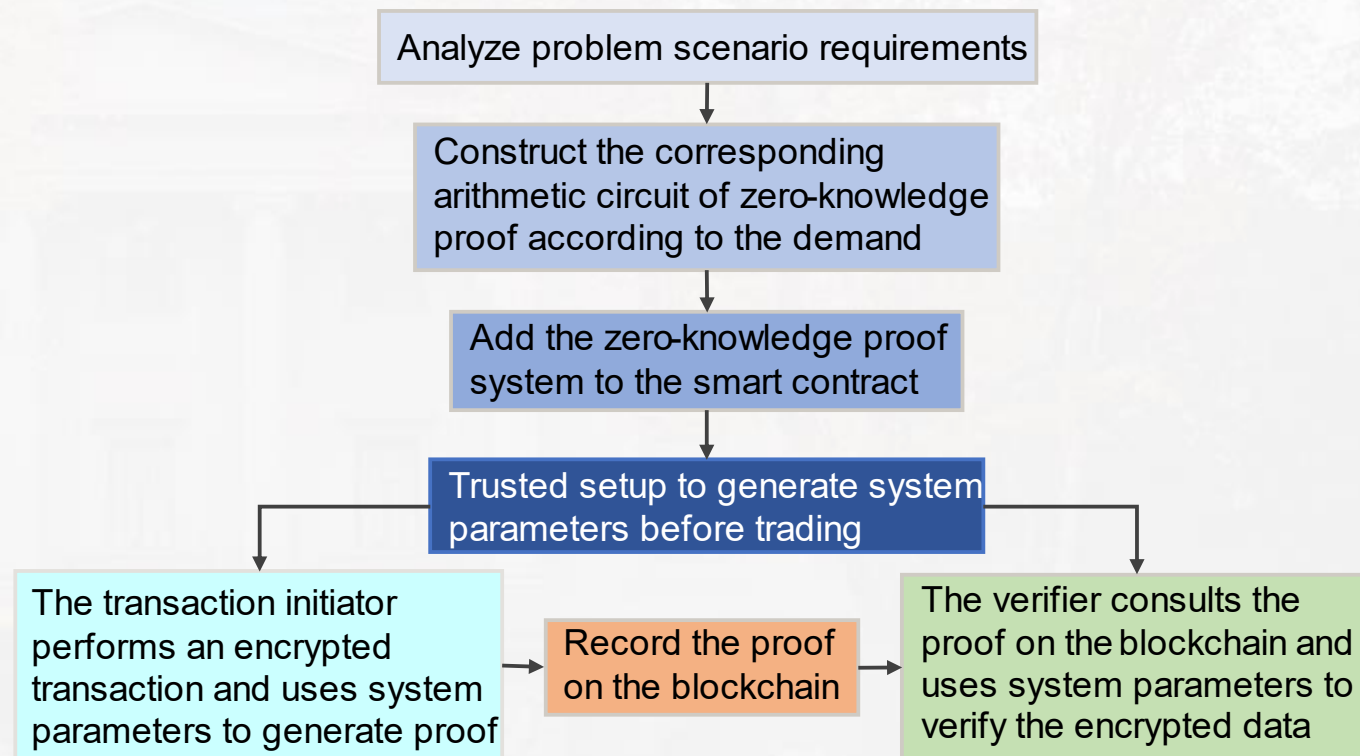 Analyze problem scenario requirements
Construct the corresponding
arithmetic circuit of zero-knowledge
proof according to the demand
Add the zero-knowledge proof
system to the smart contract
Trusted setup to generate system
parameters before trading
The transaction initiator
performs an encrypted
transaction and uses system
parameters to generate proof
Record the proof
on the blockchain
The verifier consults the
proof on the blockchain and
uses system parameters to
verify the encrypted data